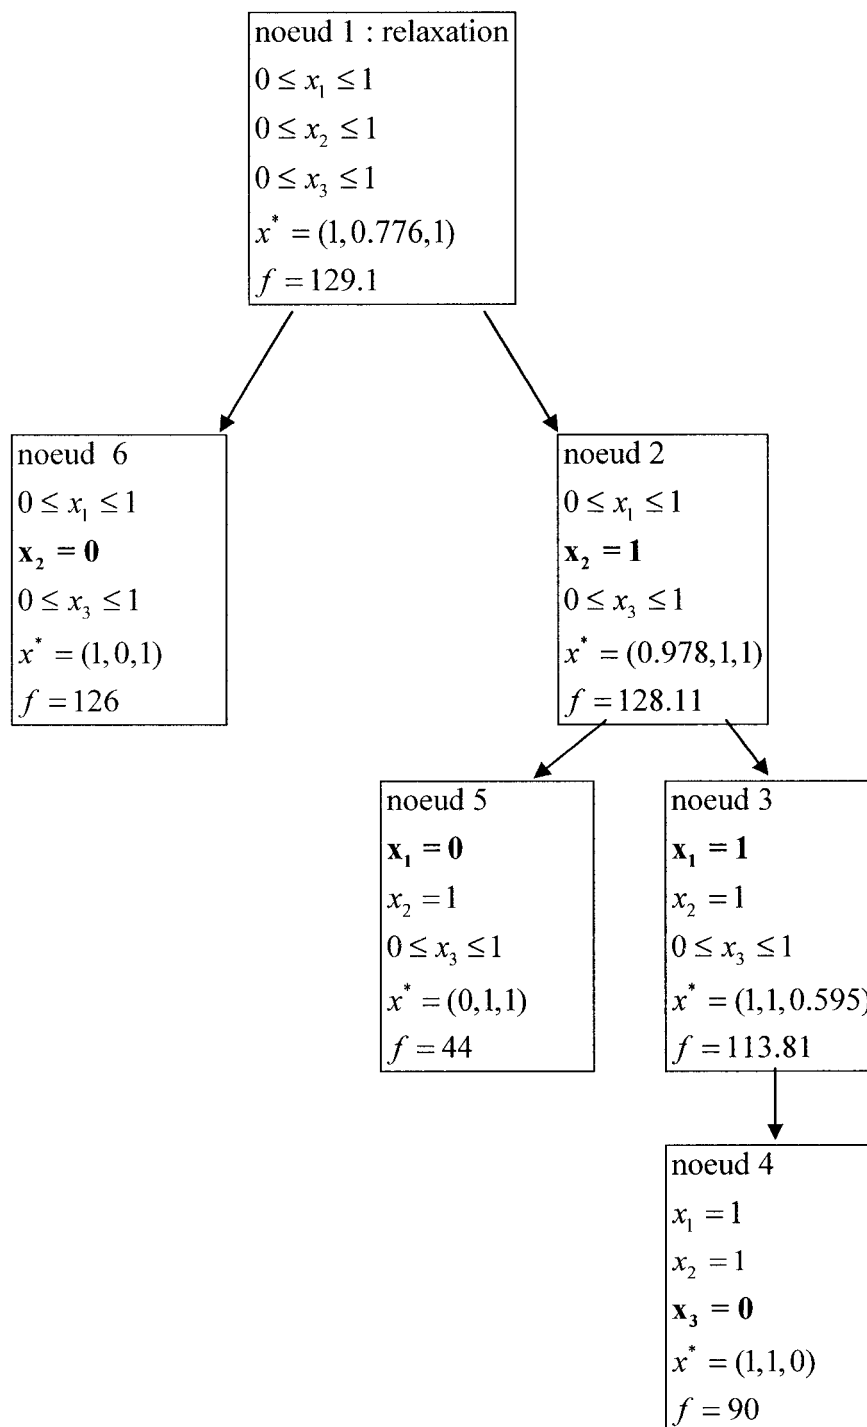 noeud 1 : relaxation
0 ≤ x₁ ≤ 1
0 ≤ x₂ ≤ 1
0 ≤ x₃ ≤ 1
x* = (1,0.776,1)
f = 129.1
noeud 6
0 ≤ x₁ ≤ 1
x₂ = 0
0 ≤ x₃ ≤ 1
x* = (1,0,1)
f = 126
noeud 2
0 ≤ x₁ ≤ 1
x₂ = 1
0 ≤ x₃ ≤ 1
x* = (0.978,1,1)
f = 128.11
noeud 5
x₁ = 0
x₂ = 1
0 ≤ x₃ ≤ 1
x* = (0,1,1)
f = 44
noeud 3
x₁ = 1
x₂ = 1
0 ≤ x₃ ≤ 1
x* = (1,1,0.595)
f = 113.81
noeud 4
x₁ = 1
x₂ = 1
x₃ = 0
x* = (1,1,0)
f = 90